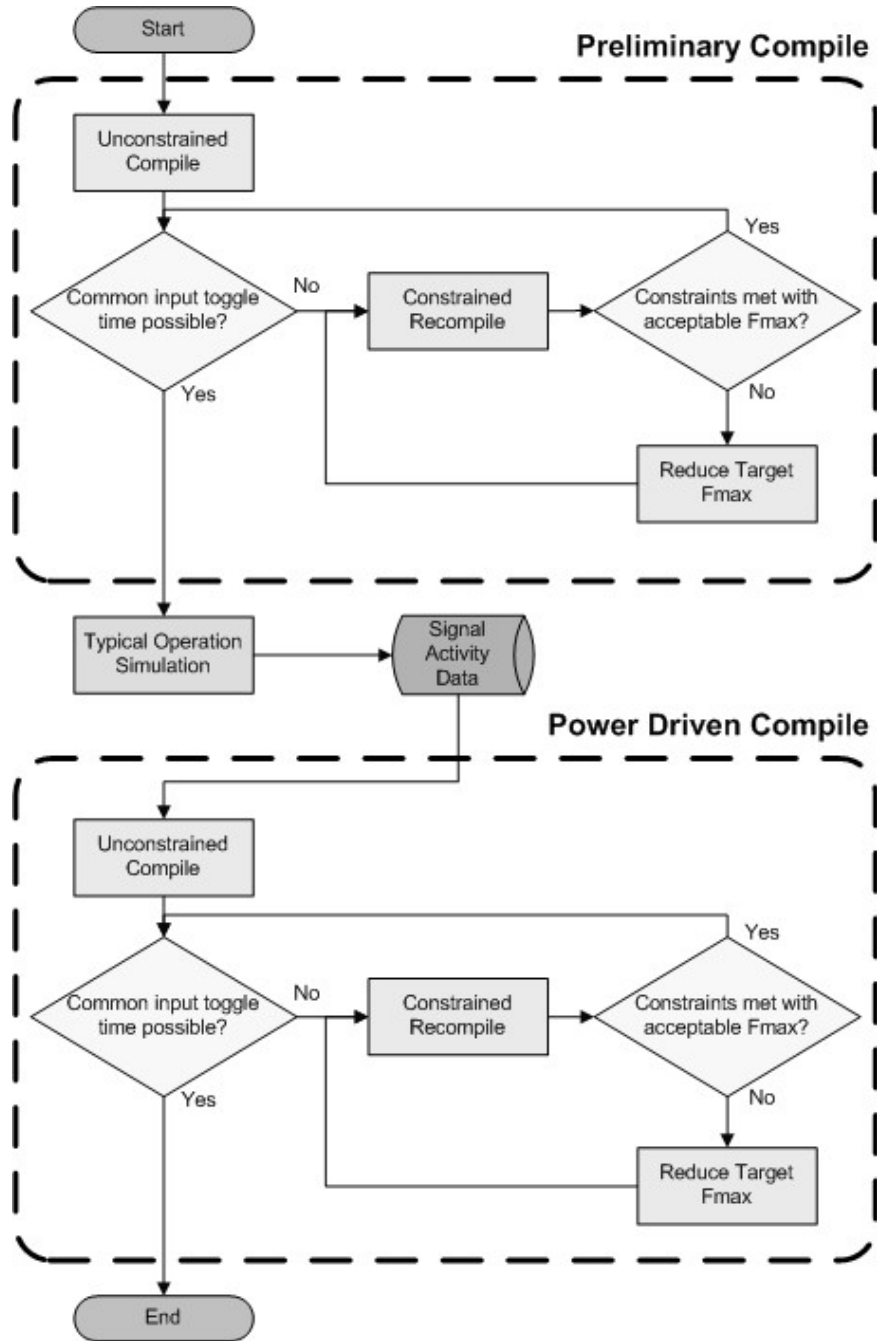 Start
Preliminary Compile
Unconstrained
Compile
Yes
Common input toggle
time possible?
No
Constrained
Recompile
Constraints met with
acceptable Fmax?
Yes
No
Reduce Target
Fmax
Typical Operation
Simulation
Signal
Activity
Data
Power Driven Compile
Unconstrained
Compile
Yes
Common input toggle
time possible?
No
Constrained
Recompile
Constraints met with
acceptable Fmax?
Yes
No
Reduce Target
Fmax
End